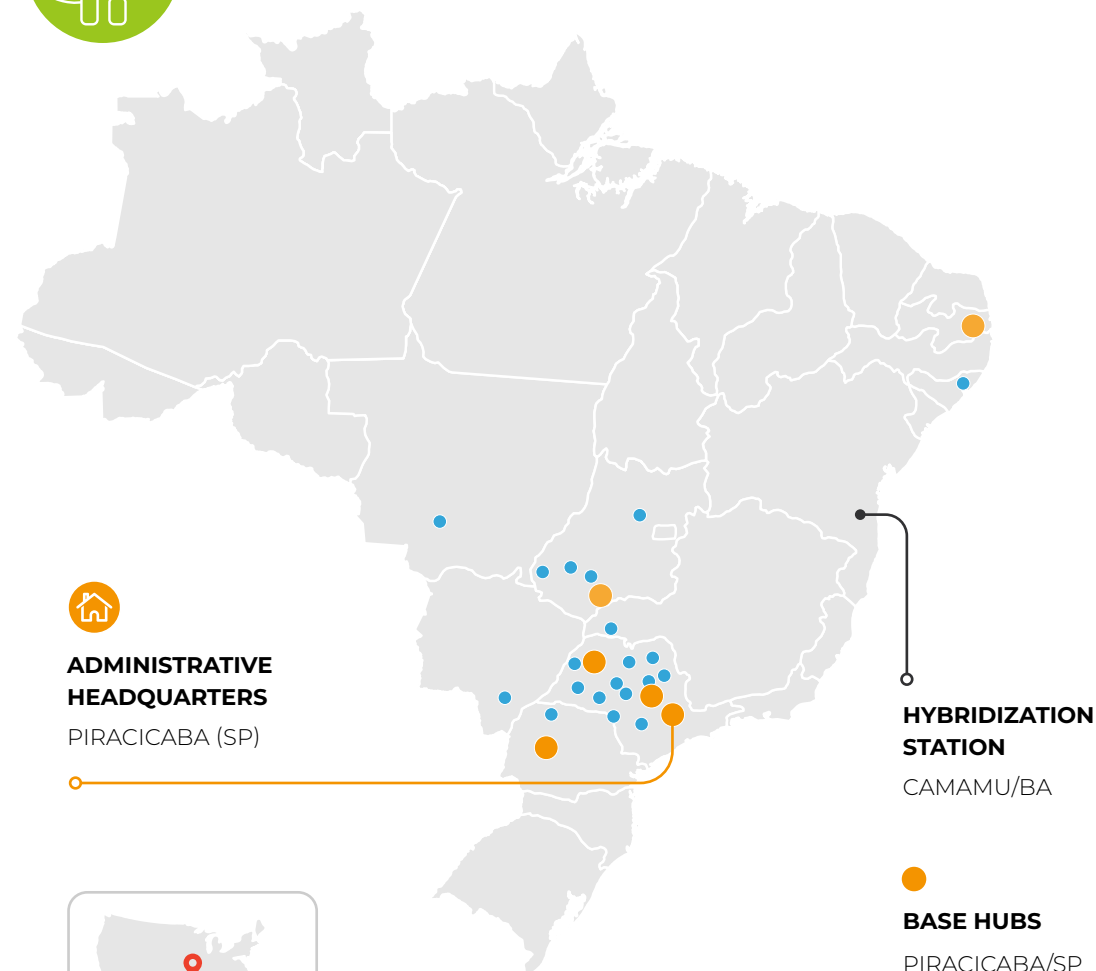 ADMINISTRATIVE
HEADQUARTERS
PIRACICABA (SP)
HYBRIDIZATION
STATION
CAMAMU/BA
BASE HUBS
PIRACICABA/SP